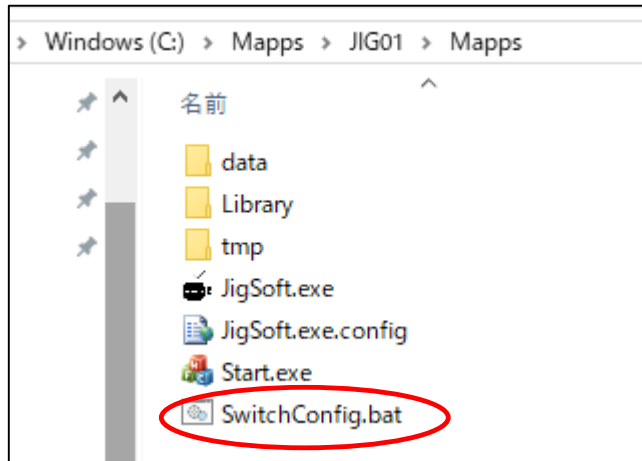 Windows (C:) > Mapps > JIG01 > Mapps
名前
data
Library
tmp
JigSoft.exe
JigSoft.exe.config
Start.exe
SwitchConfig.bat